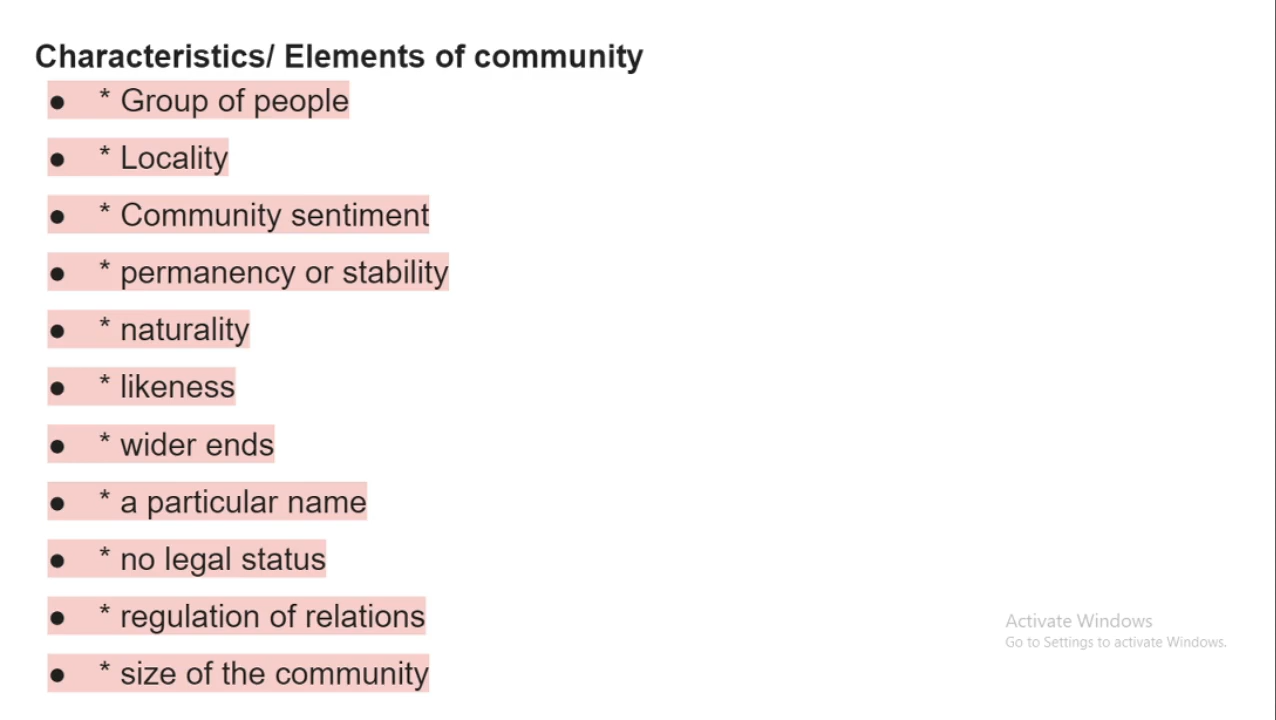 Characteristics/ Elements of community
● * Group of people
● * Locality
● * Community sentiment
● * permanency or stability
● * naturality
● * likeness
● * wider ends
● * a particular name
● * no legal status
● * regulation of relations
● * size of the community
Activate Windows
Go to Settings to activate Windows.